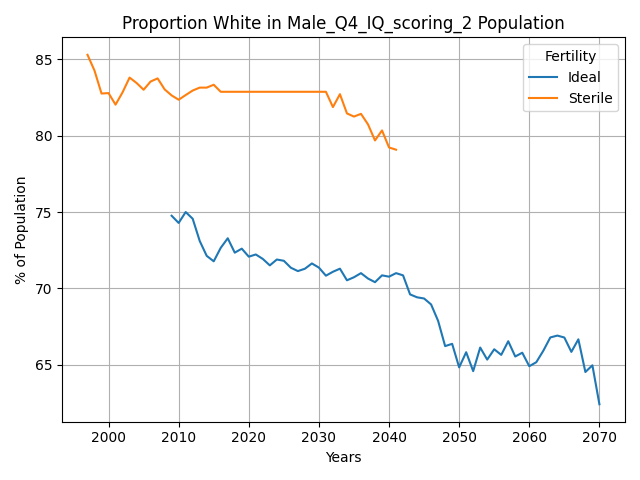 Proportion White in Male_Q4_IQ_scoring_2 Population
% of Population
85
80
75
70
65
Fertility
Ideal
Sterile
2000 2010 2020 2030 2040 2050 2060 2070
Years